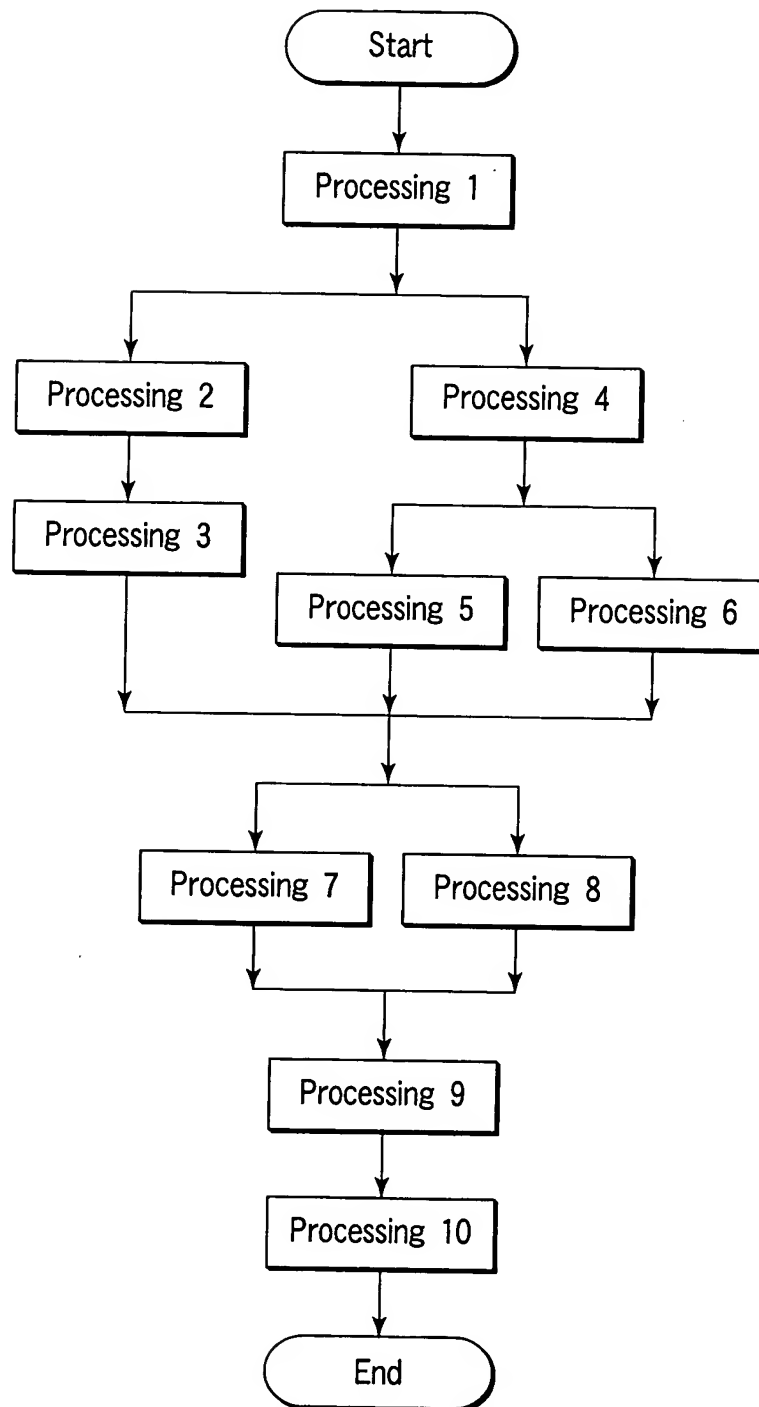 Start
Processing 1
Processing 2
Processing 4
Processing 3
Processing 5
Processing 6
Processing 7
Processing 8
Processing 9
Processing 10
End